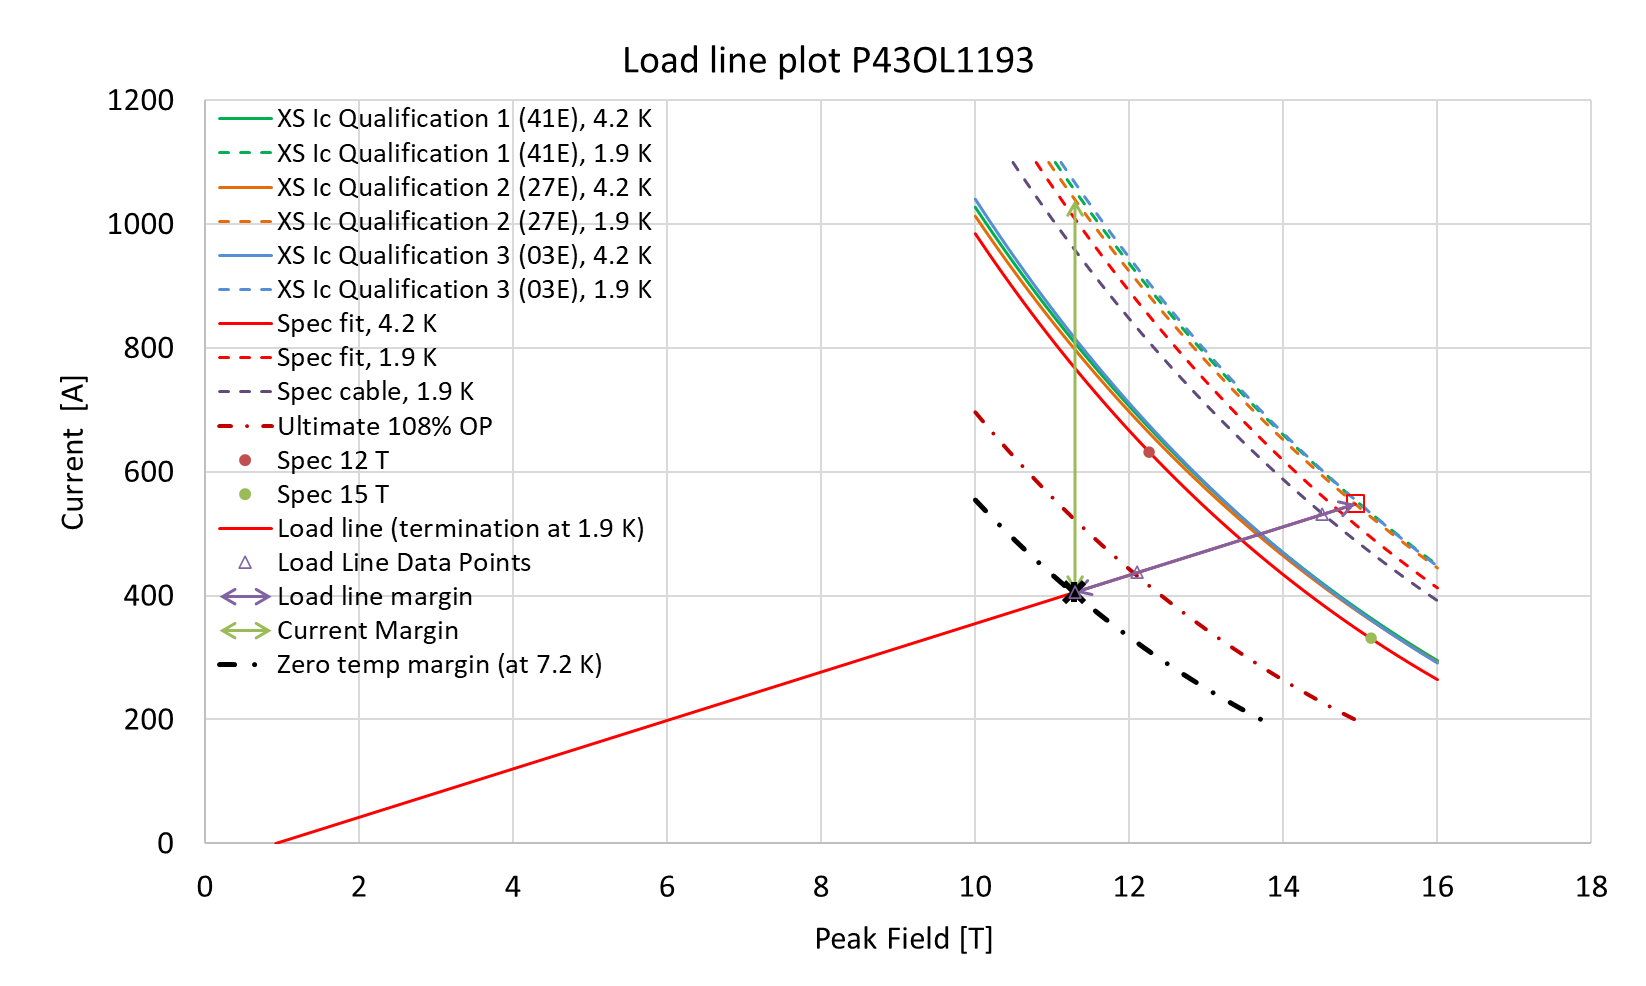 Load line plot P43OL1193
1200
1000
800
600
400
200
0
Current [A]
XS Ic Qualification 1 (41E), 4.2 K
XS Ic Qualification 1 (41E), 1.9 K
XS Ic Qualification 2 (27E), 4.2 K
XS Ic Qualification 2 (27E), 1.9 K
XS Ic Qualification 3 (03E), 4.2 K
XS Ic Qualification 3 (03E), 1.9 K
Spec fit, 4.2 K
Spec fit, 1.9 K
Spec cable, 1.9 K
Ultimate 108% OP
Spec 12 T
Spec 15 T
Load line (termination at 1.9 K)
Load Line Data Points
Load line margin
Current Margin
Zero temp margin (at 7.2 K)
0 2 4 6 8 10 12 14 16 18
Peak Field [T]